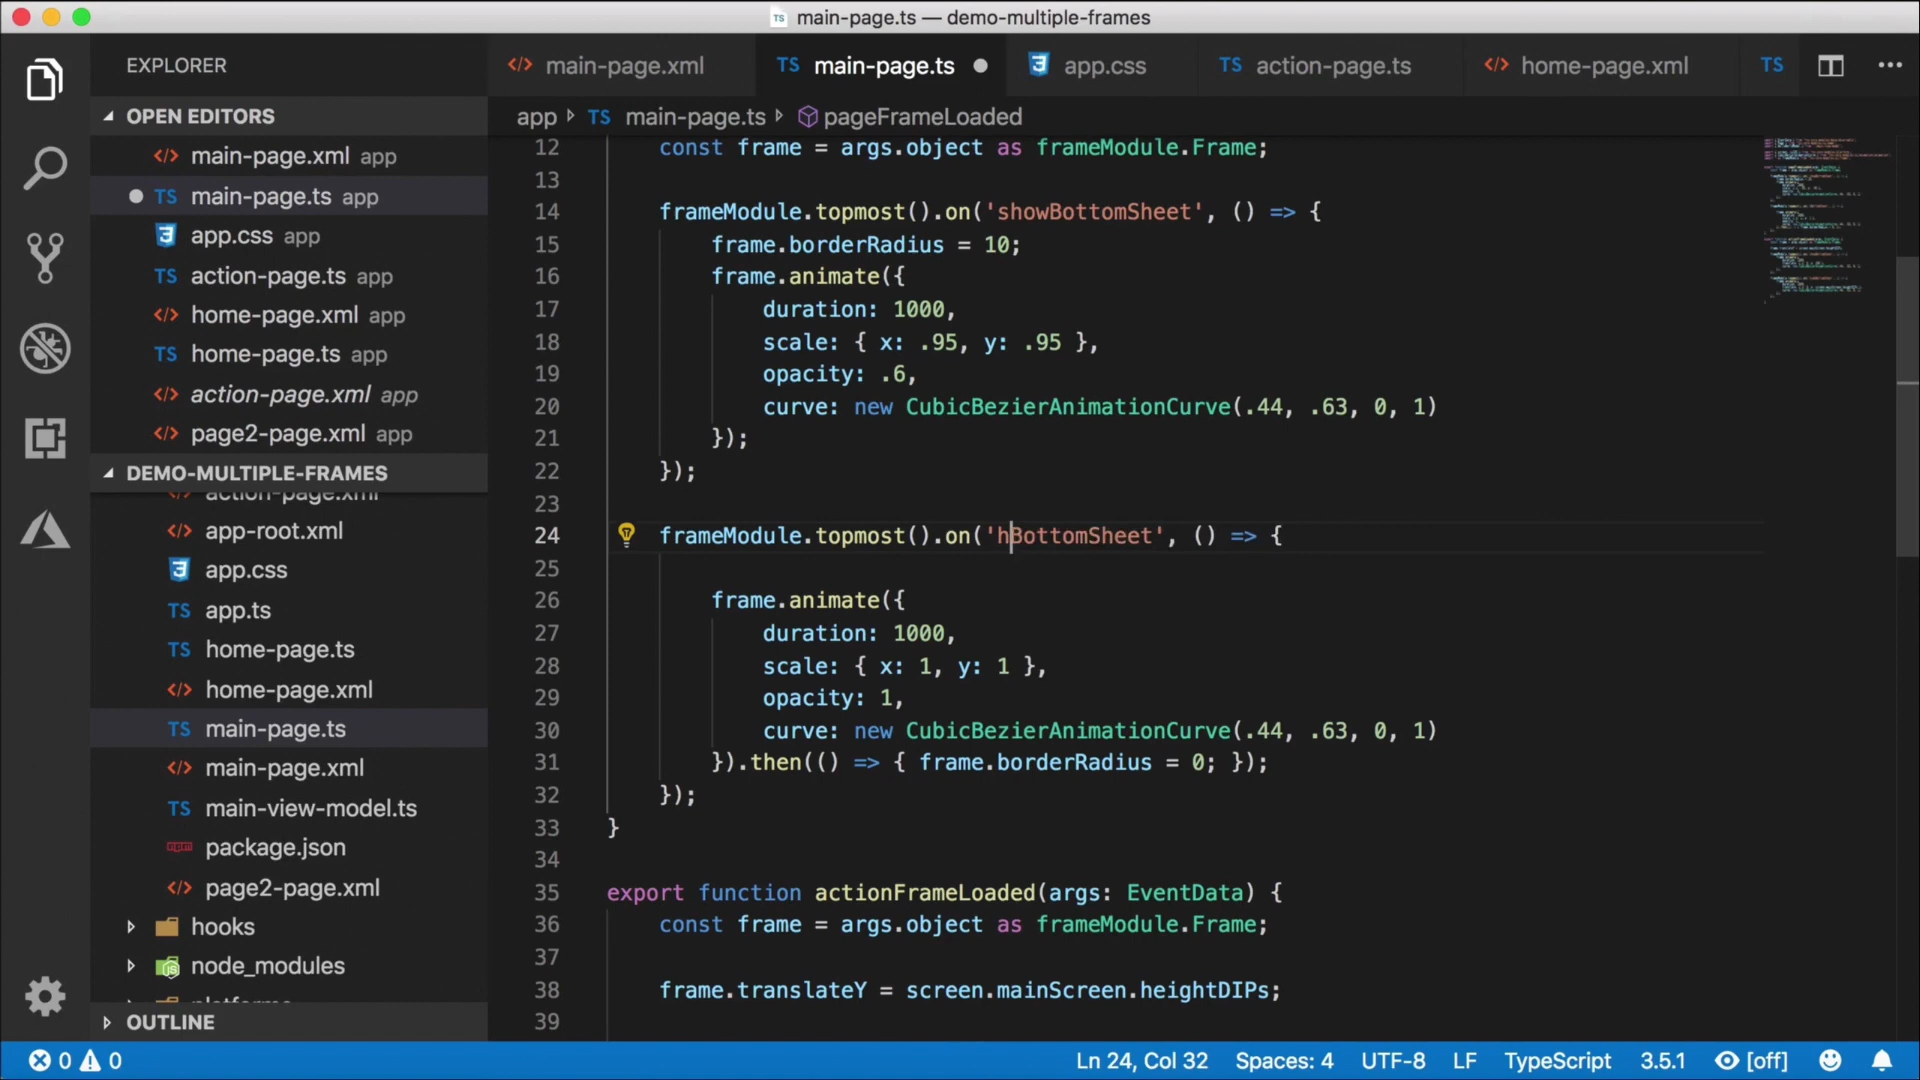 main-page.ts — demo-multiple-frames
EXPLORER
OPEN EDITORS
main-page.xml app
main-page.ts app
app.css app
action-page.ts app
home-page.xml app
home-page.ts app
action-page.xml app
page2-page.xml app
DEMO-MULTIPLE-FRAMES
action-page.xml
app-root.xml
app.css
app.ts
home-page.ts
home-page.xml
main-page.ts
main-page.xml
main-view-model.ts
package.json
page2-page.xml
hooks
node_modules
platforms
OUTLINE
main-page.xml TS main-page.ts app.css TS action-page.ts home-page.xml TS
app TS main-page.ts pageFrameLoaded
12 const frame = args.object as frameModule.Frame;
13
14 frameModule.topmost().on('showBottomSheet', () => {
15 frame.borderRadius = 10;
16 frame.animate({
17 duration: 1000,
18 scale: { x: .95, y: .95 },
19 opacity: .6,
20 curve: new CubicBezierAnimationCurve(.44, .63, 0, 1)
21 });
22 });
23
24 frameModule.topmost().on('hBottomSheet', () => {
25
26 frame.animate({
27 duration: 1000,
28 scale: { x: 1, y: 1 },
29 opacity: 1,
30 curve: new CubicBezierAnimationCurve(.44, .63, 0, 1)
31 }).then(() => { frame.borderRadius = 0; });
32 });
33 }
34
35 export function actionFrameLoaded(args: EventData) {
36 const frame = args.object as frameModule.Frame;
37
38 frame.translateY = screen.mainScreen.heightDIPs;
39
0 0 Ln 24, Col 32 Spaces: 4 UTF-8 LF TypeScript 3.5.1 [off]